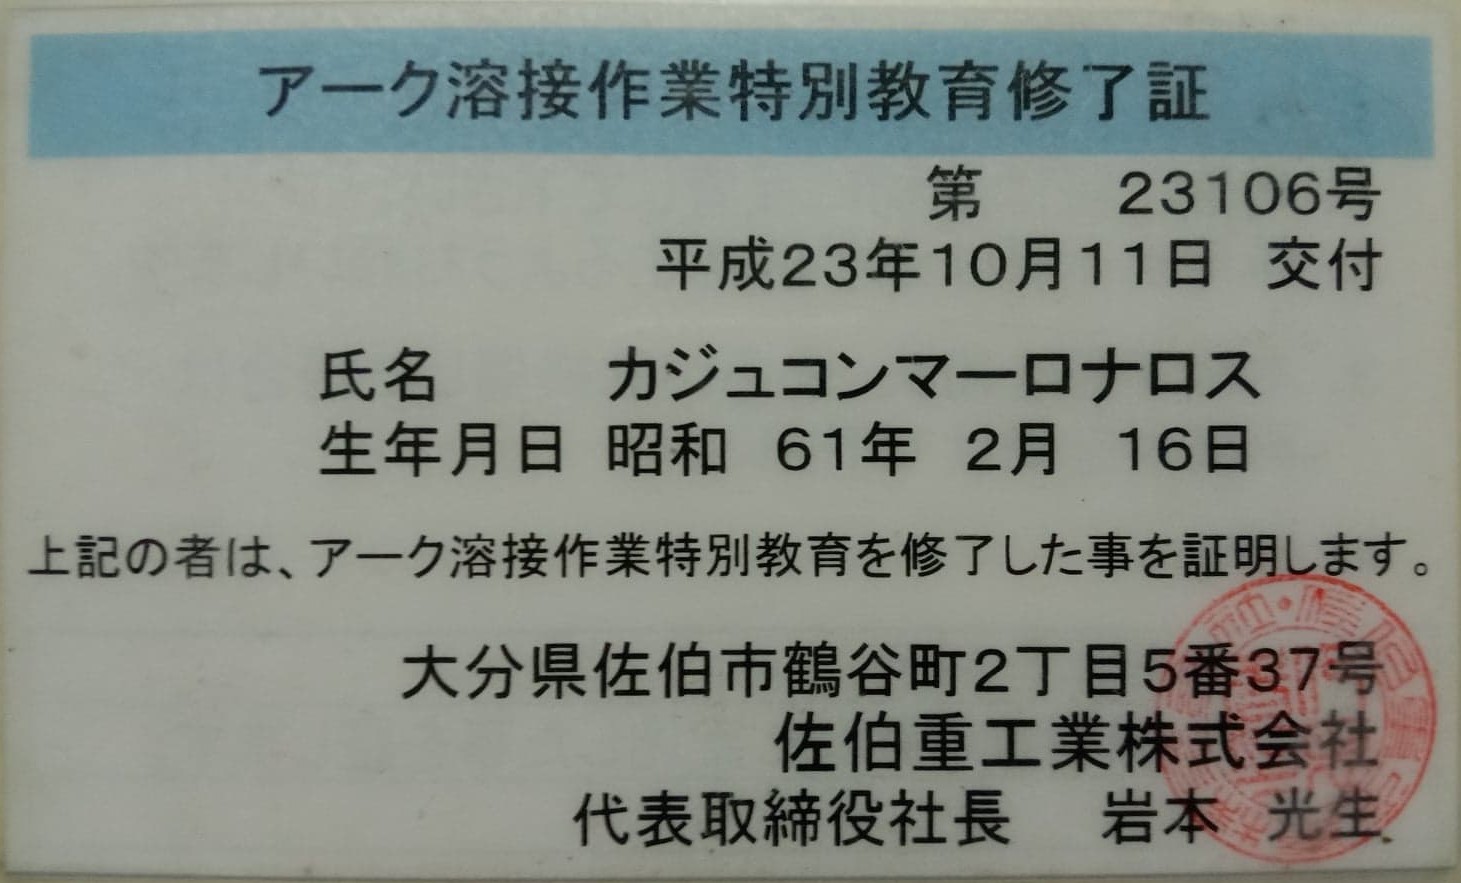 アーク溶接作業特別教育修了証
第 23106号
平成23年10月11日 交付
氏名 カジュコンマーロナロス
生年月日 昭和 61年 2月 16日
上記の者は、アーク溶接作業特別教育を修了した事を証明します。
大分県佐伯市鶴谷町2丁目5番37号
佐伯重工業株式会社
代表取締役社長 岩本 光生